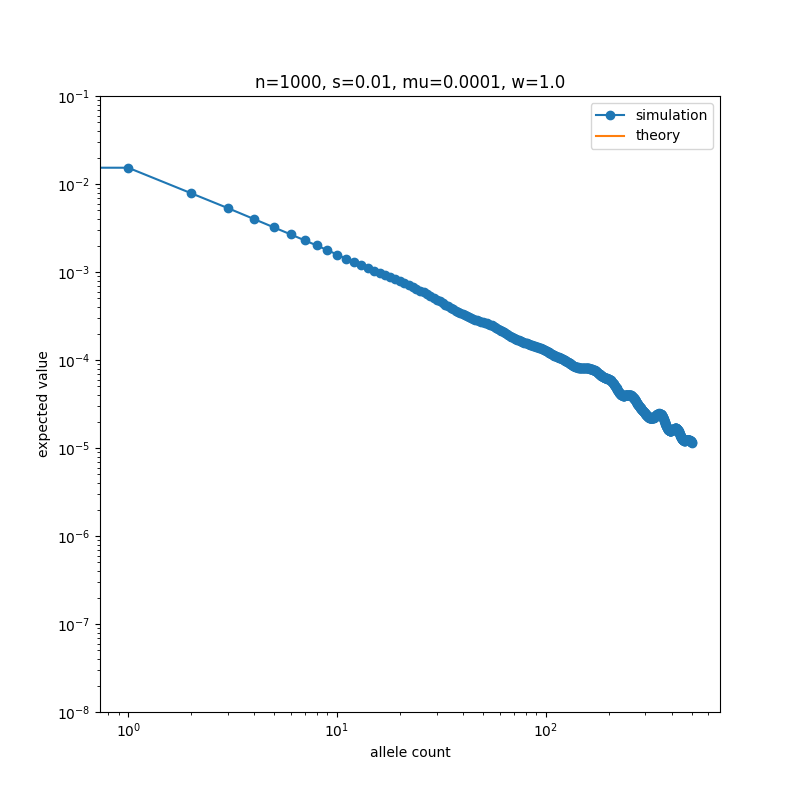 n=1000, s=0.01, mu=0.0001, w=1.0
simulation
theory
expected value
10⁻¹
10⁻²
10⁻³
10⁻⁴
10⁻⁵
10⁻⁶
10⁻⁷
10⁻⁸
10⁰
10¹
10²
allele count